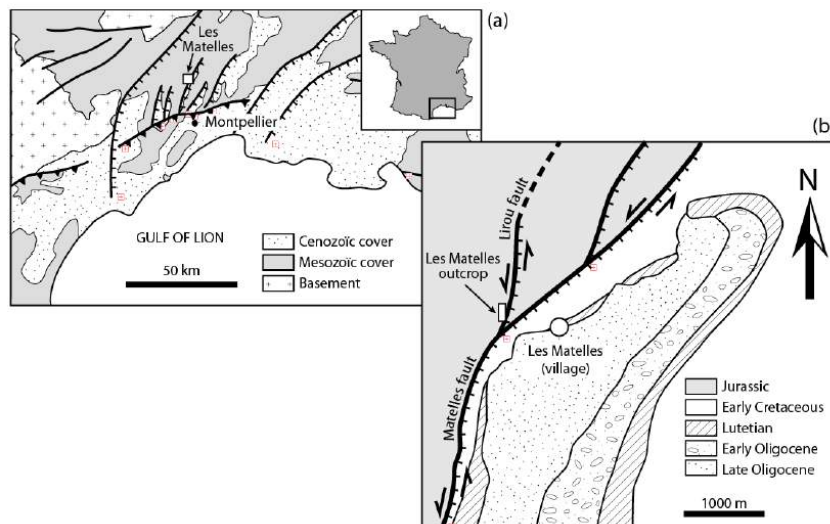 (a)
Les
Matelles
Montpellier
GULF OF LION
50 km
Cenozoïc cover
Mesozoïc cover
Basement
(b)
N
Lirou fault
Les Matelles
outcrop
Les Matelles
(village)
Matelles fault
Jurassic
Early Cretaceous
Lutetian
Early Oligocene
Late Oligocene
1000 m